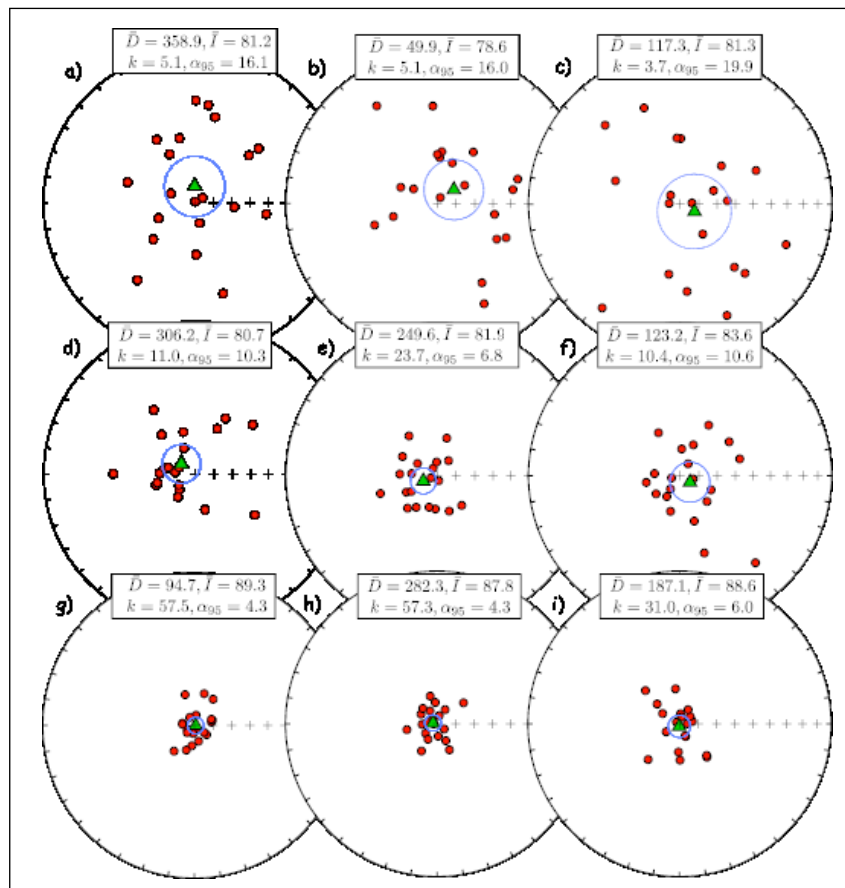 a)
D̄ = 358.9, Ī = 81.2
k = 5.1, α₉₅ = 16.1
b)
D̄ = 49.9, Ī = 78.6
k = 5.1, α₉₅ = 16.0
c)
D̄ = 117.3, Ī = 81.3
k = 3.7, α₉₅ = 19.9
d)
D̄ = 306.2, Ī = 80.7
k = 11.0, α₉₅ = 10.3
e)
D̄ = 249.6, Ī = 81.9
k = 23.7, α₉₅ = 6.8
f)
D̄ = 123.2, Ī = 83.6
k = 10.4, α₉₅ = 10.6
g)
D̄ = 94.7, Ī = 89.3
k = 57.5, α₉₅ = 4.3
h)
D̄ = 282.3, Ī = 87.8
k = 57.3, α₉₅ = 4.3
i)
D̄ = 187.1, Ī = 88.6
k = 31.0, α₉₅ = 6.0